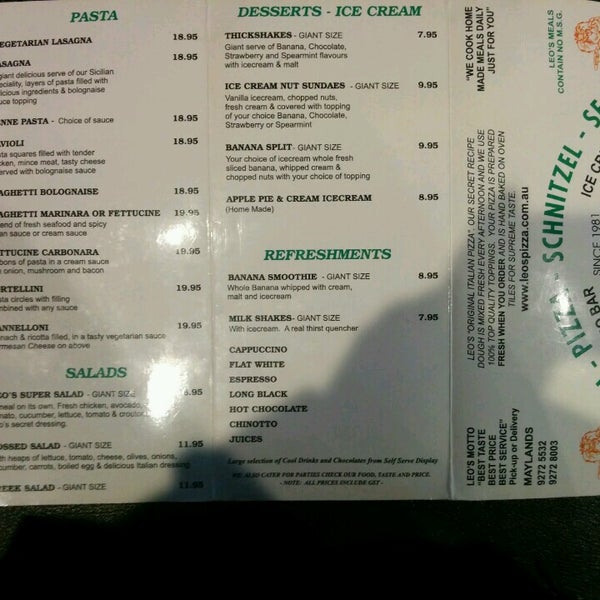 PASTA
EGETARIAN LASAGNA 18.95
ASAGNA 18.95
giant delicious serve of our Sicilian
eciality, layers of pasta filled with
licious ingredients & bolognaise
uce topping
NNE PASTA - Choice of sauce 18.95
AVIOLI 18.95
sta squares filled with tender
icken, mince meat, tasty cheese
rved with bolognaise sauce
AGHETTI BOLOGNAISE 18.95
AGHETTI MARINARA OR FETTUCINE 19.95
lend of fresh seafood and spicy
an sauce or cream sauce
TTUCINE CARBONARA 19.95
bons of pasta in a cream sauce
e onion, mushroom and bacon
RTELLINI 19.95
sta circles with filling
mbined with any sauce
ANNELLONI 19.95
inach & ricotta filled, in a tasty vegetarian sauce
rmesan Cheese on above
SALADS
EO'S SUPER SALAD - GIANT SIZE 8.95
meal on its own. Fresh chicken, avocado,
mato, cucumber, lettuce, tomato & crouto
o's secret dressing.
OSSED SALAD - GIANT SIZE 11.95
th heaps of lettuce, tomato, cheese, olives, onions,
cumber, carrots, boiled egg & delicious Italian dressing
EEK SALAD - GIANT SIZE 11.95
DESSERTS - ICE CREAM
THICKSHAKES - GIANT SIZE 7.95
Giant serve of Banana, Chocolate,
Strawberry and Spearmint flavours
with icecream & malt
ICE CREAM NUT SUNDAES - GIANT SIZE 9.95
Vanilla icecream, chopped nuts,
fresh cream & covered with topping
of your choice Banana, Chocolate,
Strawberry or Spearmint
BANANA SPLIT - GIANT SIZE 9.95
Your choice of icecream whole fresh
sliced banana, whipped cream &
chopped nuts with your choice of topping
APPLE PIE & CREAM ICECREAM 8.95
(Home Made)
REFRESHMENTS
BANANA SMOOTHIE - GIANT SIZE 8.95
Whole Banana whipped with cream,
malt and icecream
MILK SHAKES - GIANT SIZE 7.95
With icecream. A real thirst quencher
CAPPUCCINO
FLAT WHITE
ESPRESSO
LONG BLACK
HOT CHOCOLATE
CHINOTTO
JUICES
Large selection of Cool Drinks and Chocolates from Self Serve Display
WE ALSO CATER FOR PARTIES CHECK OUR FOOD, TASTE AND PRICE.
- NOTE: ALL PRICES INCLUDE GST -
"WE COOK HOME
MADE MEALS DAILY
JUST FOR YOU"
LEO'S MEALS
CONTAIN NO M.S.G.
LEO'S "ORIGINAL ITALIAN PIZZA". OUR SECRET RECIPE
DOUGH IS MIXED FRESH EVERY AFTERNOON AND WE USE
100% TOP QUALITY TOPPINGS. YOUR PIZZA IS PREPARED
FRESH WHEN YOU ORDER AND IS HAND BAKED ON OVEN
TILES FOR SUPREME TASTE.
www.leospizza.com.au
LEO'S MOTTO
"BEST TASTE
BEST PRICE
BEST SERVICE"
Pick-up or Delivery
MAYLANDS
9272 5532
9272 8003
- PIZZA - SCHNITZEL - SE
D BAR SINCE 1981 ICE CR